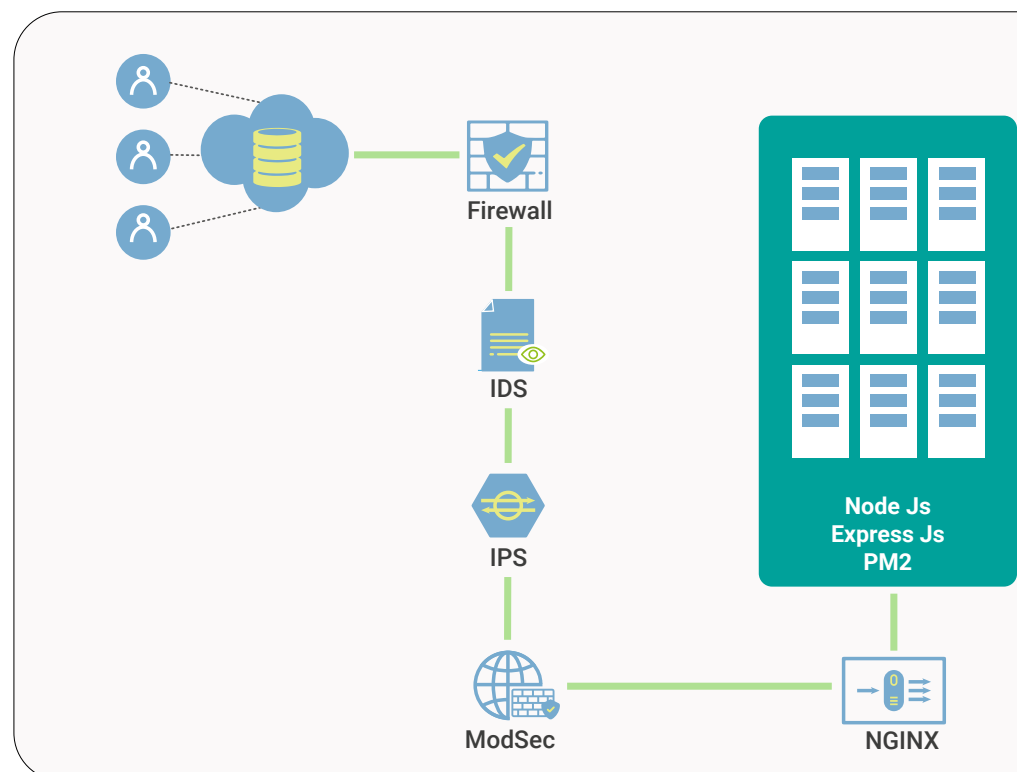 Firewall
IDS
IPS
ModSec
NGINX
Node Js
Express Js
PM2